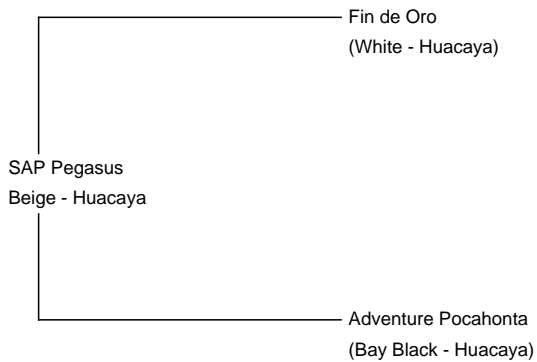 Fin de Oro
(White - Huacaya)
SAP Pegasus
Beige - Huacaya
Adventure Pocahonta
(Bay Black - Huacaya)